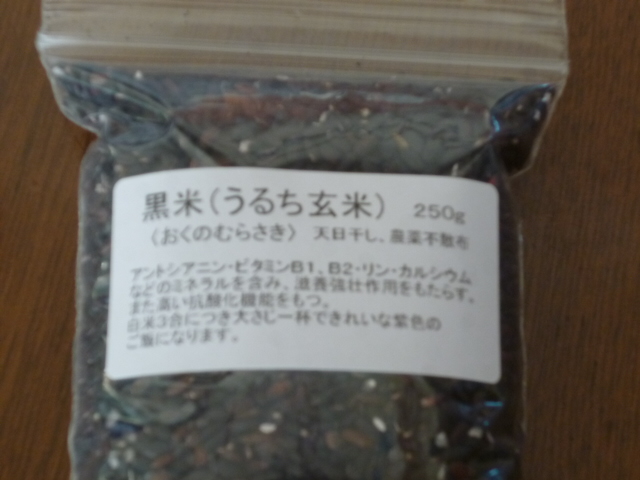 黒米(うるち玄米) 250g
〈おくのむらさき〉 天日干し、農薬不散布
アントシアニン・ビタミンB1、B2・リン・カルシウム
などのミネラルを含み、滋養強壮作用をもたらす。
また高い抗酸化機能をもつ。
白米3合につき大さじ一杯できれいな紫色の
ご飯になります。